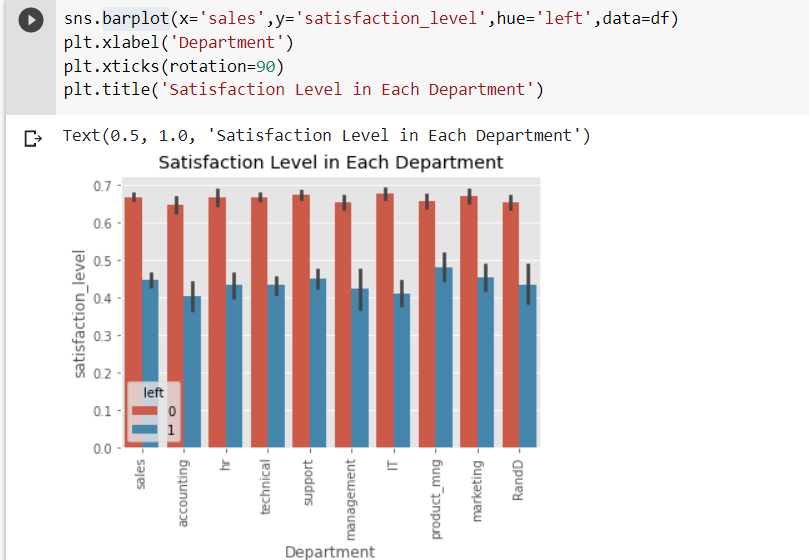 sns.barplot(x='sales',y='satisfaction_level',hue='left',data=df)
plt.xlabel('Department')
plt.xticks(rotation=90)
plt.title('Satisfaction Level in Each Department')
Text(0.5, 1.0, 'Satisfaction Level in Each Department')
Satisfaction Level in Each Department
0.7
0.6
0.5
0.4
0.3
0.2
0.1
0.0
satisfaction_level
left
0
1
sales
accounting
hr
technical
support
management
IT
product_mng
marketing
RandD
Department